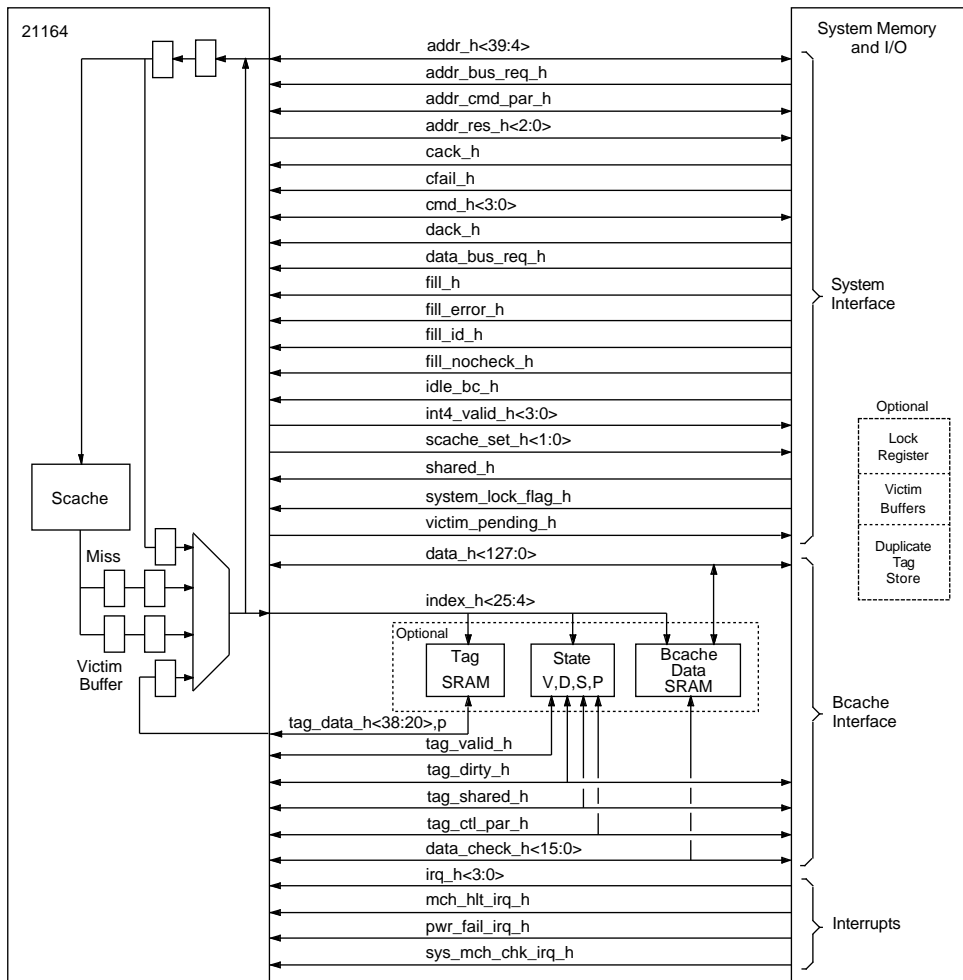 21164
System Memory
and I/O
addr_h<39:4>
addr_bus_req_h
addr_cmd_par_h
addr_res_h<2:0>
cack_h
cfail_h
cmd_h<3:0>
dack_h
data_bus_req_h
fill_h
System
Interface
fill_error_h
fill_id_h
fill_nocheck_h
idle_bc_h
int4_valid_h<3:0>
scache_set_h<1:0>
shared_h
system_lock_flag_h
victim_pending_h
Optional
Lock
Register
Victim
Buffers
Duplicate
Tag
Store
Scache
Miss
Victim
Buffer
data_h<127:0>
index_h<25:4>
Optional
Tag
SRAM
State
V,D,S,P
Bcache
Data
SRAM
Bcache
Interface
tag_data_h<38:20>,p
tag_valid_h
tag_dirty_h
tag_shared_h
tag_ctl_par_h
data_check_h<15:0>
irq_h<3:0>
mch_hlt_irq_h
pwr_fail_irq_h
sys_mch_chk_irq_h
Interrupts